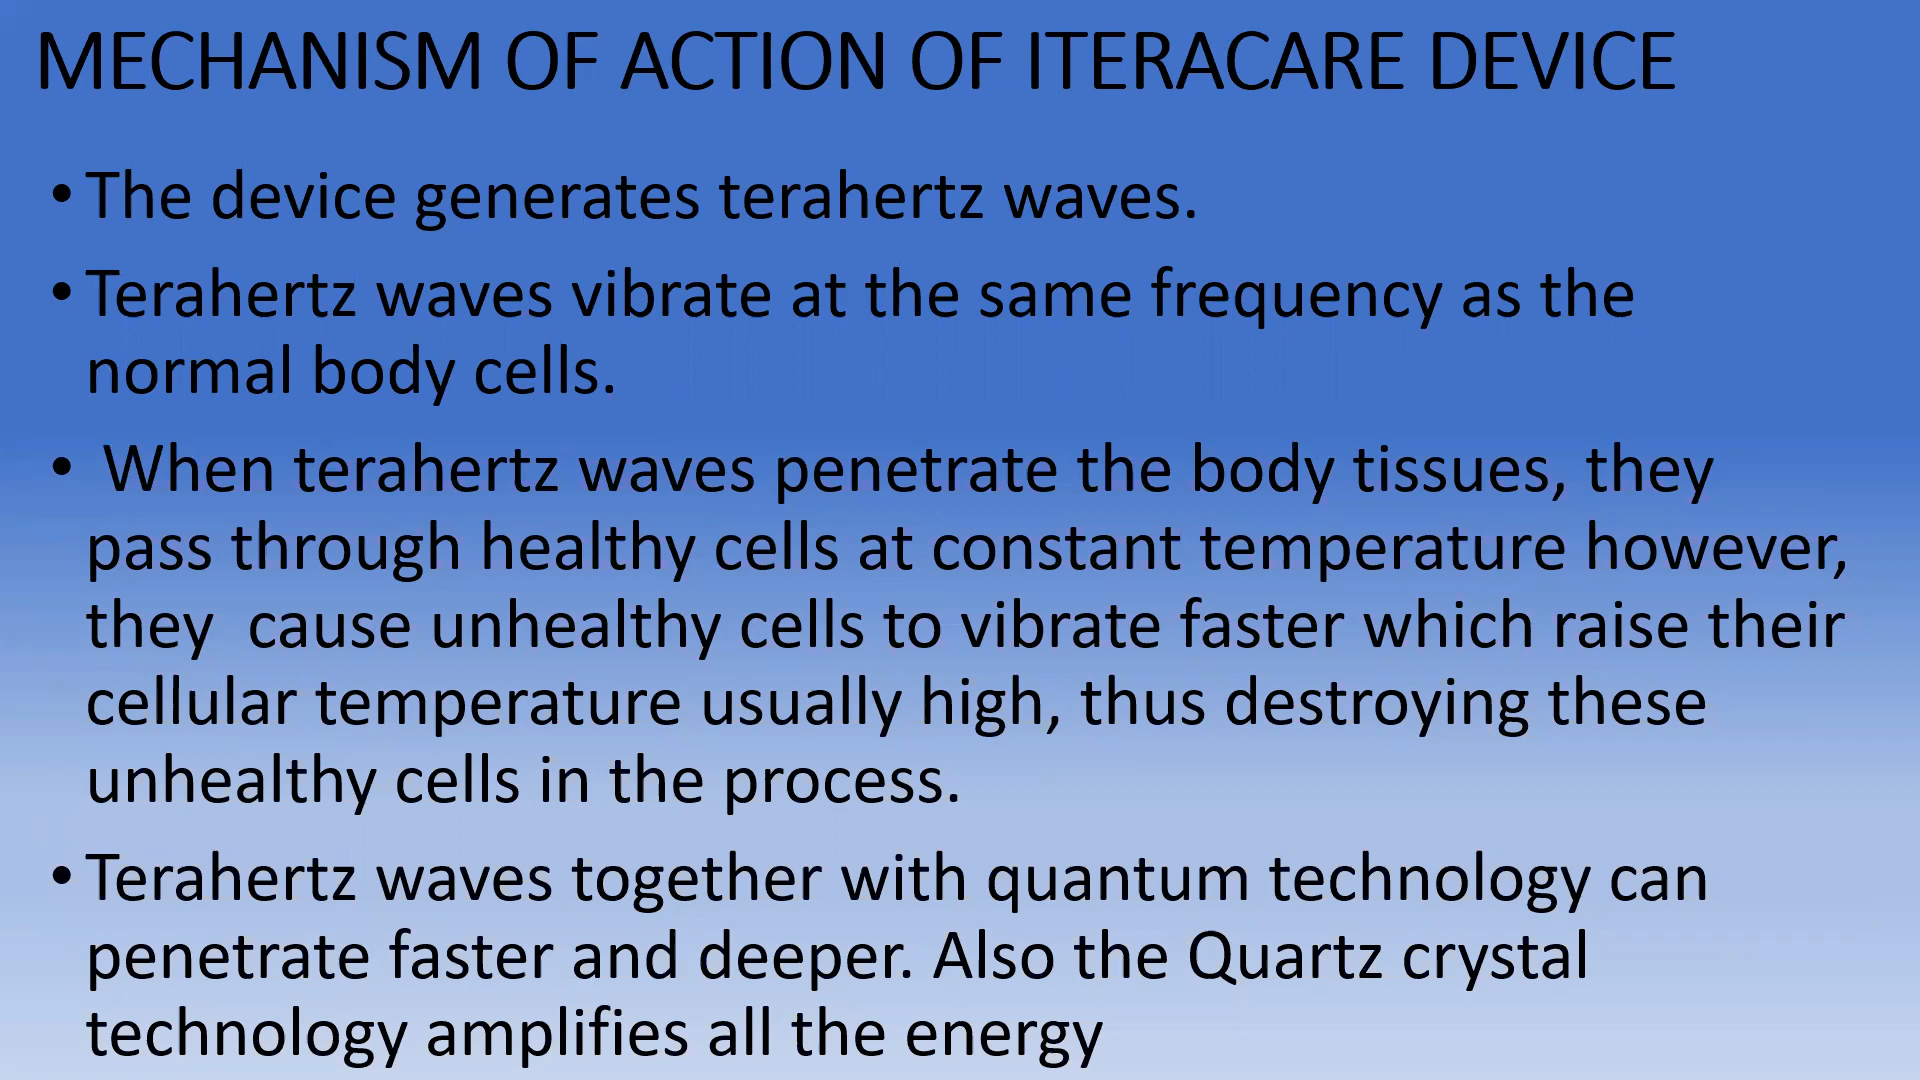 MECHANISM OF ACTION OF ITERACARE DEVICE
• The device generates terahertz waves.
• Terahertz waves vibrate at the same frequency as the
normal body cells.
• When terahertz waves penetrate the body tissues, they
pass through healthy cells at constant temperature however,
they cause unhealthy cells to vibrate faster which raise their
cellular temperature usually high, thus destroying these
unhealthy cells in the process.
• Terahertz waves together with quantum technology can
penetrate faster and deeper. Also the Quartz crystal
technology amplifies all the energy